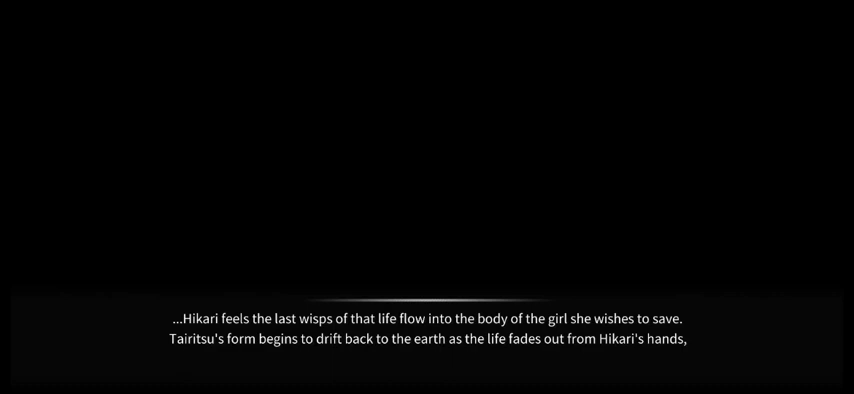 ...Hikari feels the last wisps of that life flow into the body of the girl she wishes to save.
Tairitsu's form begins to drift back to the earth as the life fades out from Hikari's hands,